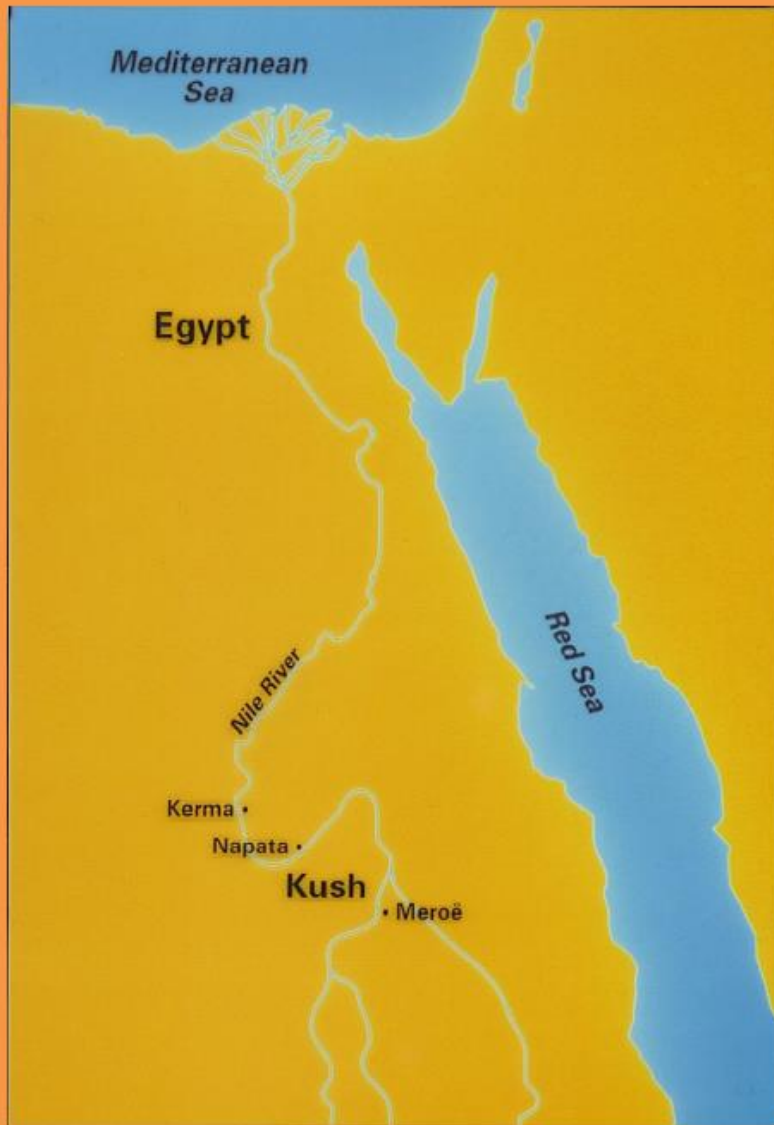 Mediterranean
Sea
Egypt
Red Sea
Nile River
Kerma
Napata
Kush
Meroë